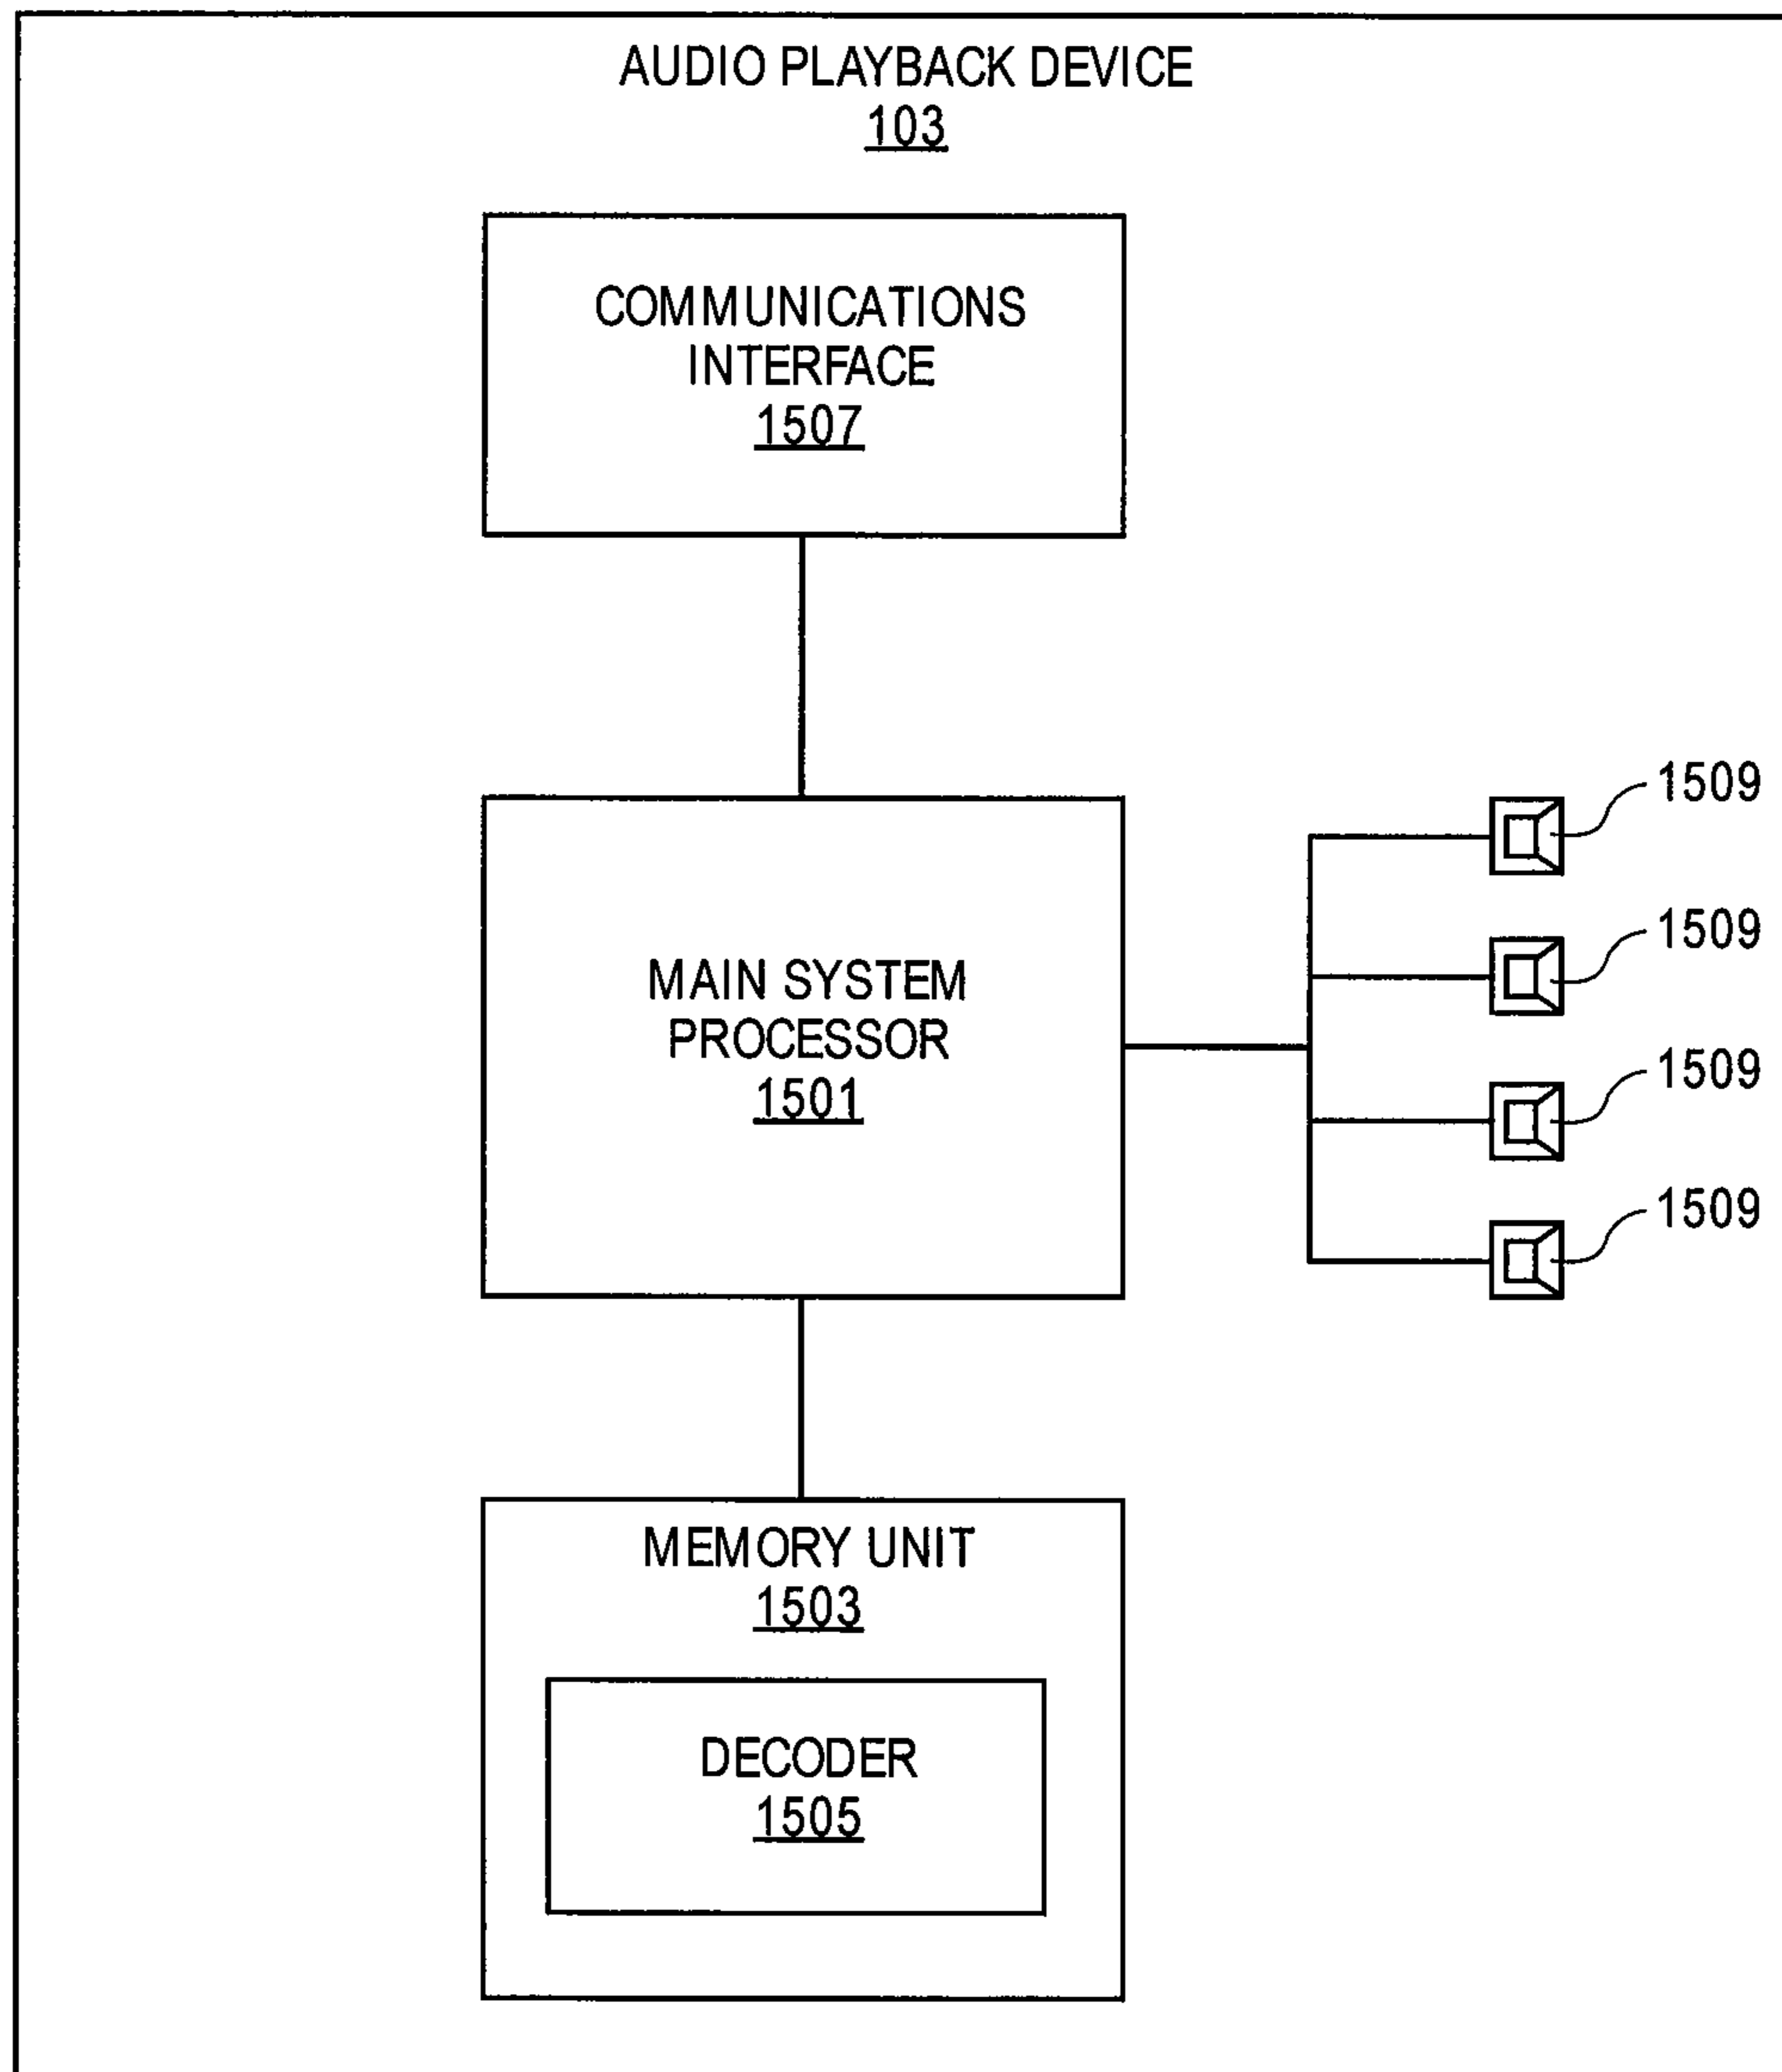 AUDIO PLAYBACK DEVICE
103
COMMUNICATIONS
INTERFACE
1507
1509
1509
MAIN SYSTEM
PROCESSOR
1501
1509
1509
MEMORY UNIT
1503
DECODER
1505